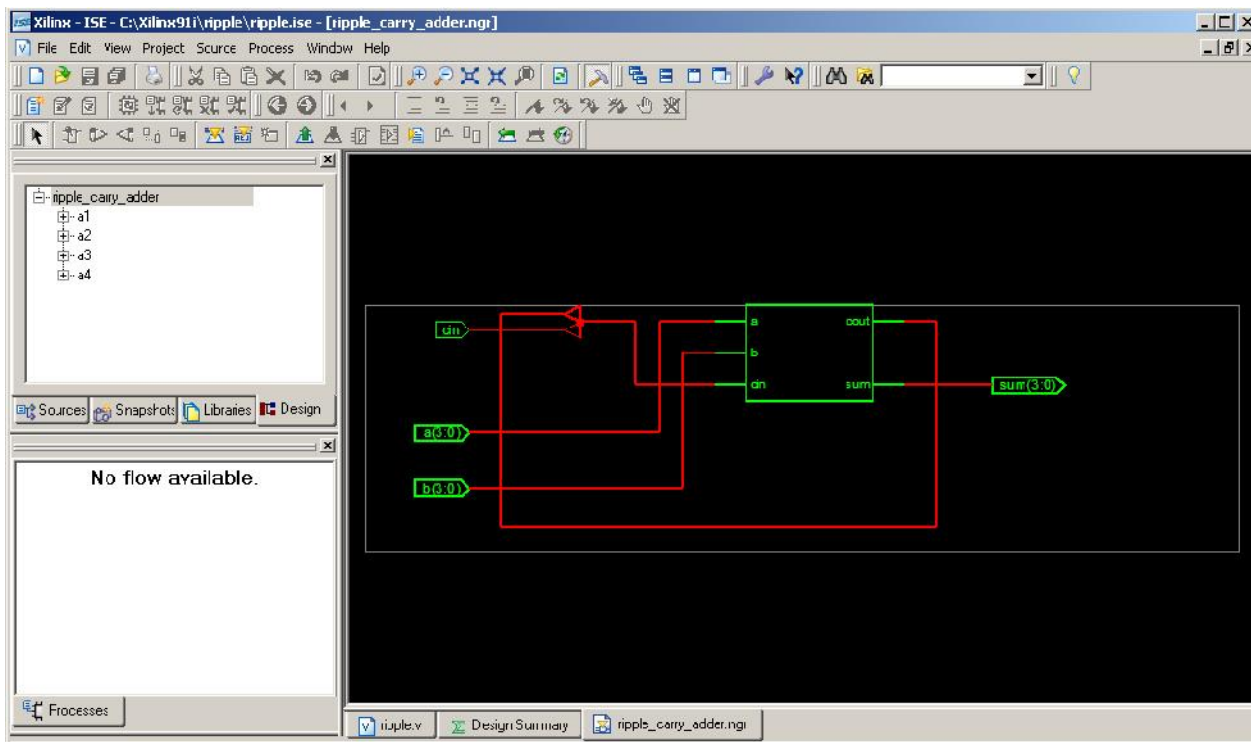 Xilinx - ISE - C:\Xilinx91i\ripple\ripple.ise - [ripple_carry_adder.ngr]
File Edit View Project Source Process Window Help
ripple_carry_adder
a1
a2
a3
a4
Sources Snapshots Libraries Design
No flow available.
Processes
cin
a(3:0)
b(3:0)
a cout
b
cin sum
sum(3:0)
ripple.v Design Summary ripple_carry_adder.ngr